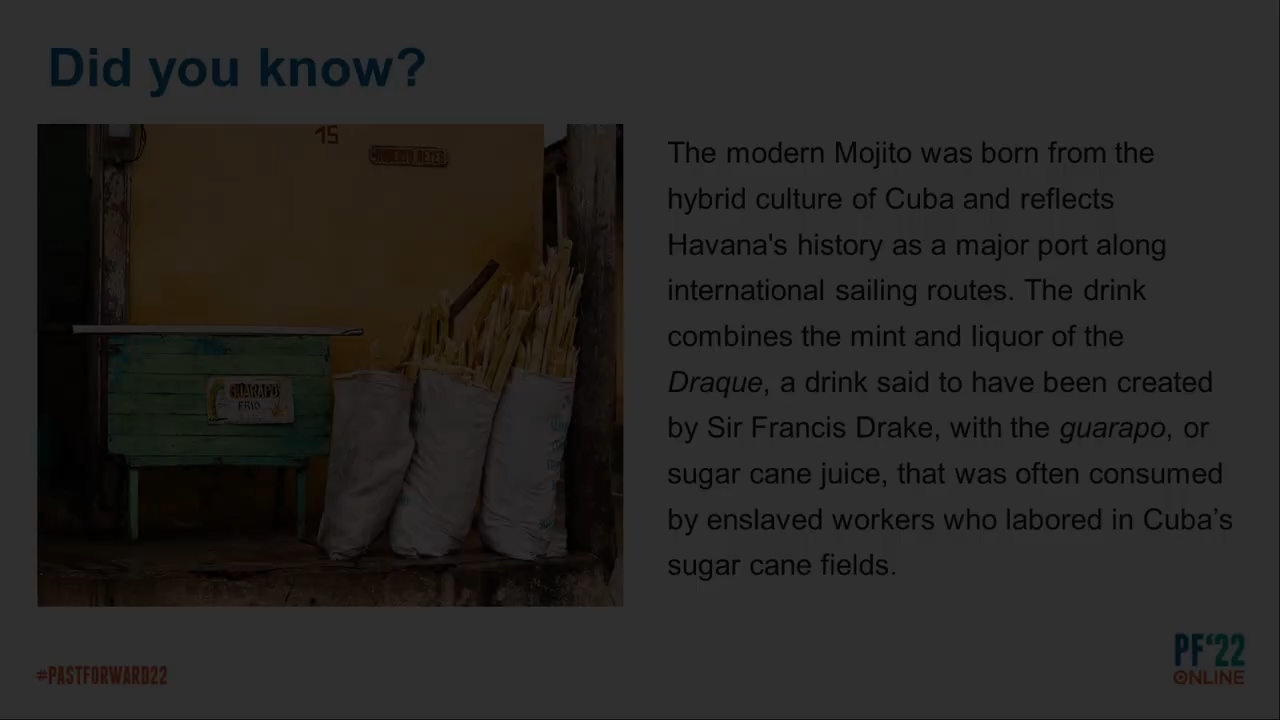 Did you know?
15
GUARAPO
FRIO
The modern Mojito was born from the
hybrid culture of Cuba and reflects
Havana's history as a major port along
international sailing routes. The drink
combines the mint and liquor of the
Draque, a drink said to have been created
by Sir Francis Drake, with the guarapo, or
sugar cane juice, that was often consumed
by enslaved workers who labored in Cuba’s
sugar cane fields.
#PASTFORWARD22
PF‘22
ONLINE